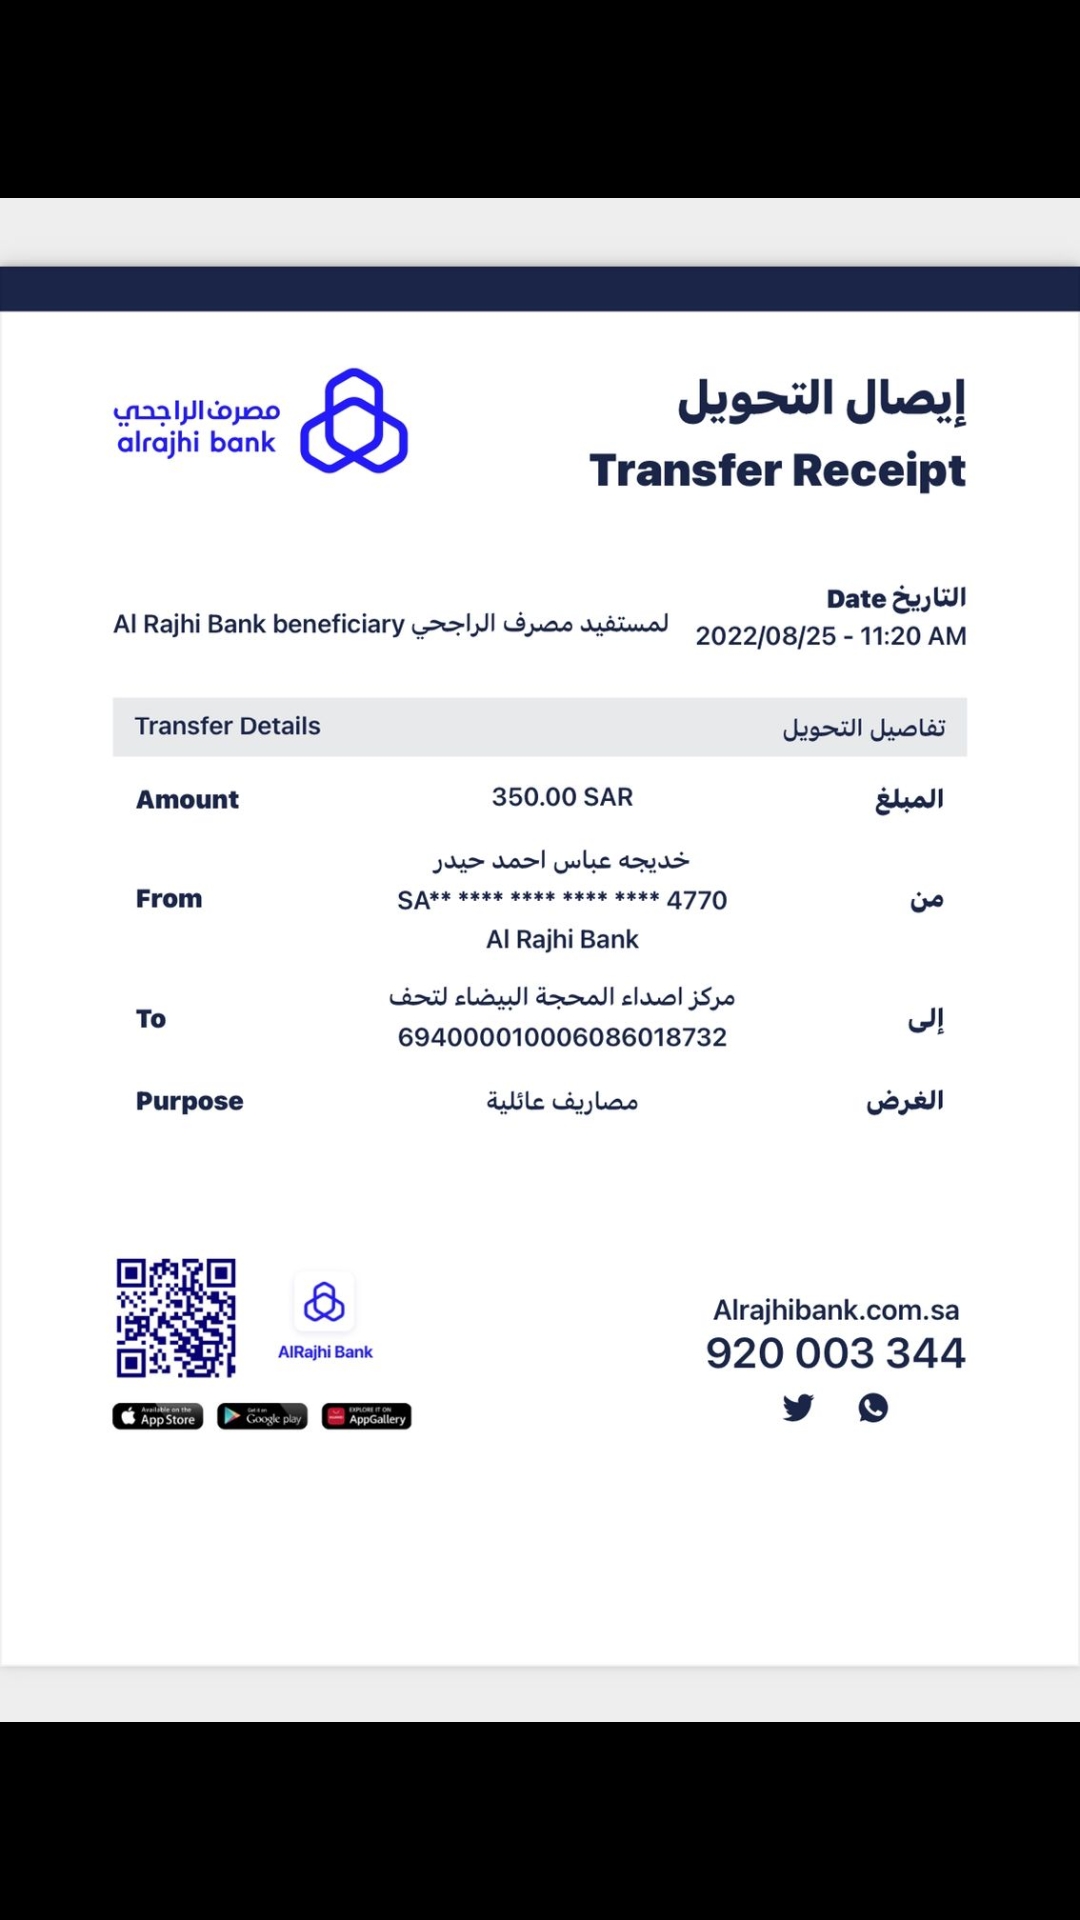 إيصال التحويل
Transfer Receipt
مصرف الراجحي
alrajhi bank
التاريخ Date
2022/08/25 - 11:20 AM
لمستفيد مصرف الراجحي Al Rajhi Bank beneficiary
Transfer Details تفاصيل التحويل
Amount 350.00 SAR المبلغ
خديجه عباس احمد حيدر
From SA** **** **** **** **** 4770 من
Al Rajhi Bank
مركز اصداء المحجة البيضاء لتحف
To إلى
694000010006086018732
Purpose مصاريف عائلية الغرض
AlRajhi Bank
Available on the
App Store
Get it on
Google play
EXPLORE IT ON
AppGallery
Alrajhibank.com.sa
920 003 344